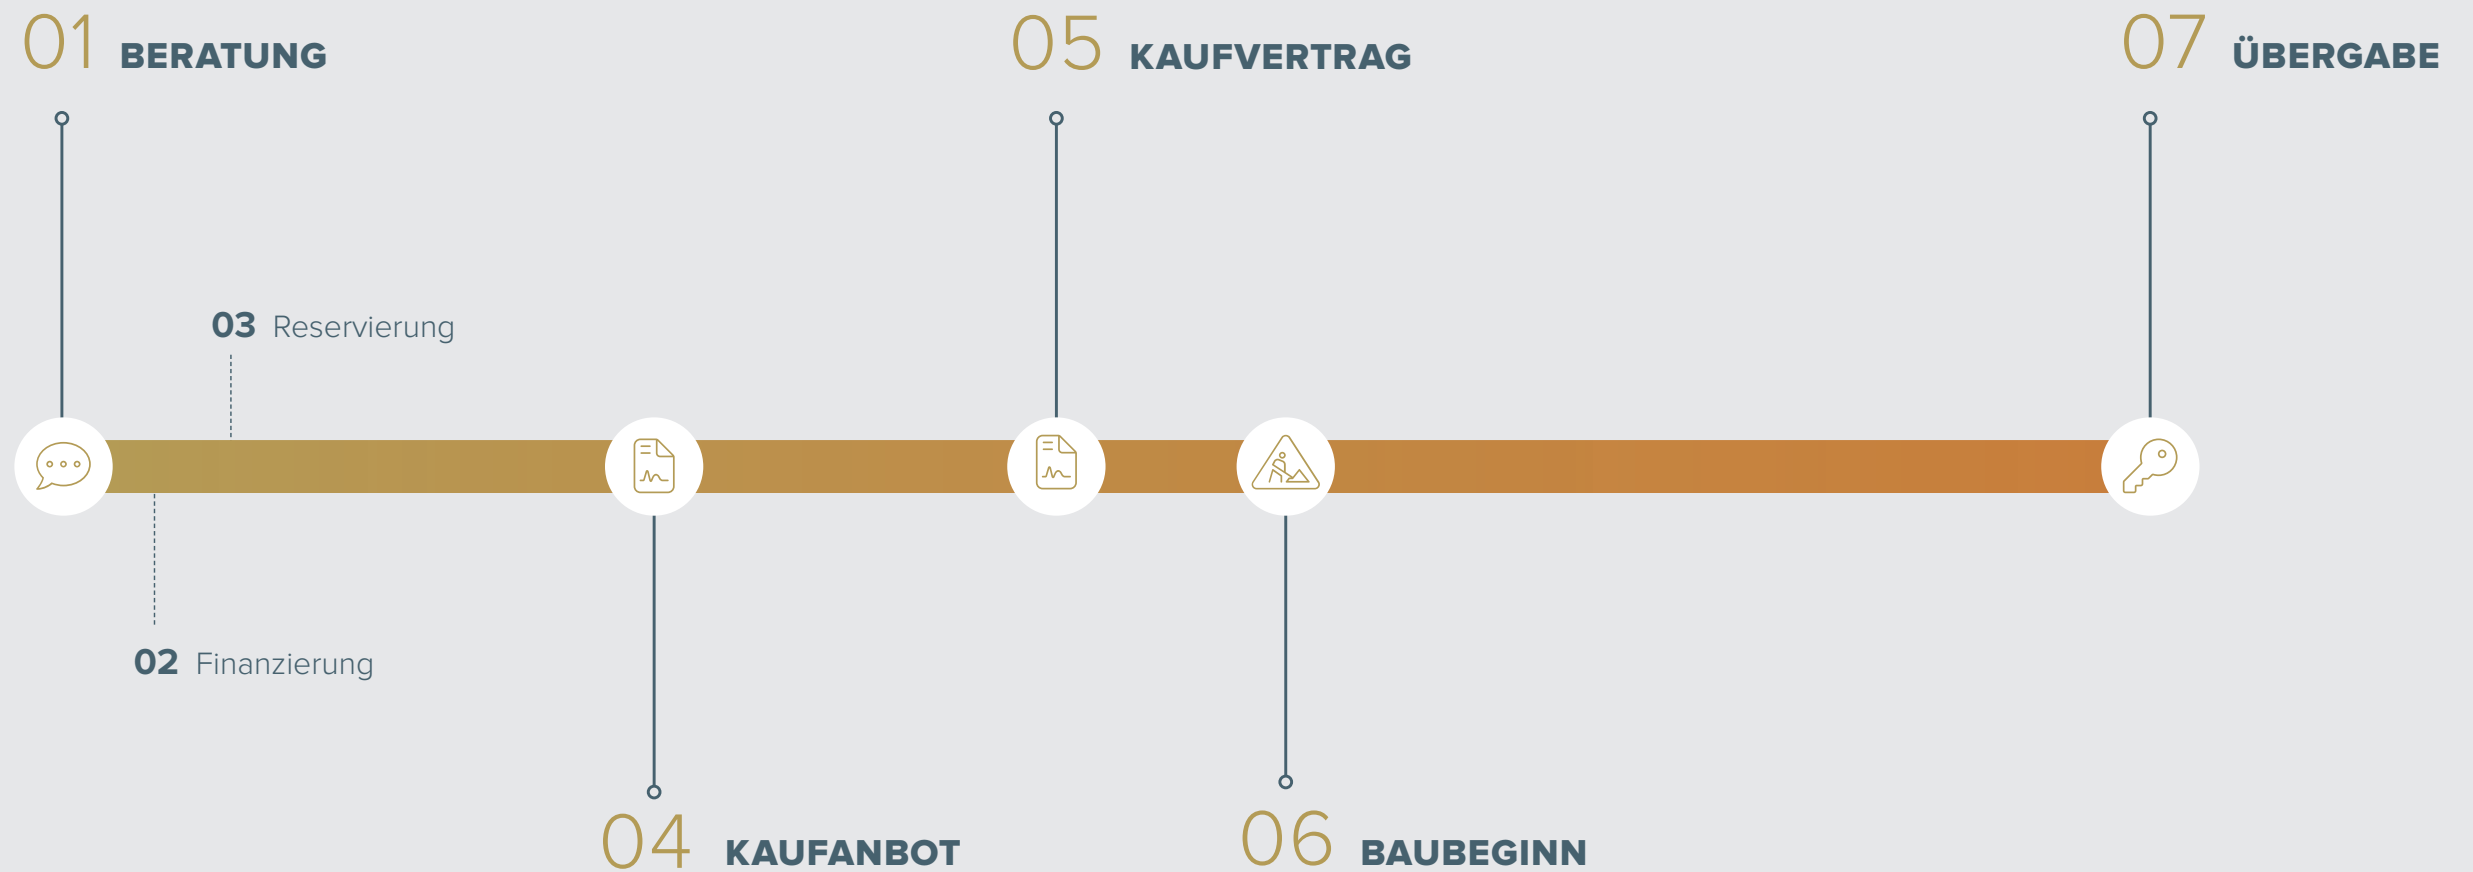 01 BERATUNG
05 KAUFVERTRAG
07 ÜBERGABE
03 Reservierung
02 Finanzierung
04 KAUFANBOT
06 BAUBEGINN